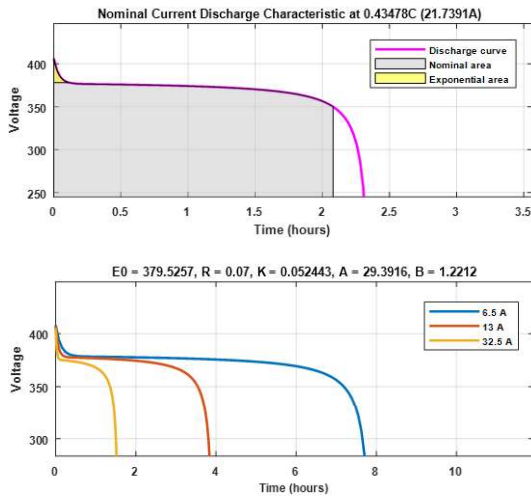 Nominal Current Discharge Characteristic at 0.43478C (21.7391A)
Discharge curve
Nominal area
Exponential area
Voltage
400
350
300
250
0 0.5 1 1.5 2 2.5 3 3.5
Time (hours)
E0 = 379.5257, R = 0.07, K = 0.052443, A = 29.3916, B = 1.2212
6.5 A
13 A
32.5 A
Voltage
400
350
300
0 2 4 6 8 10
Time (hours)